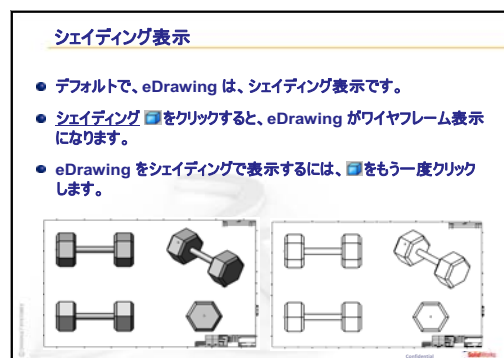 シェイディング表示
デフォルトで、eDrawing は、シェイディング表示です。
シェイディング をクリックすると、eDrawing がワイヤフレーム表示
になります。
eDrawing をシェイディングで表示するには、 をもう一度クリック
します。
Confidential
SolidWorks